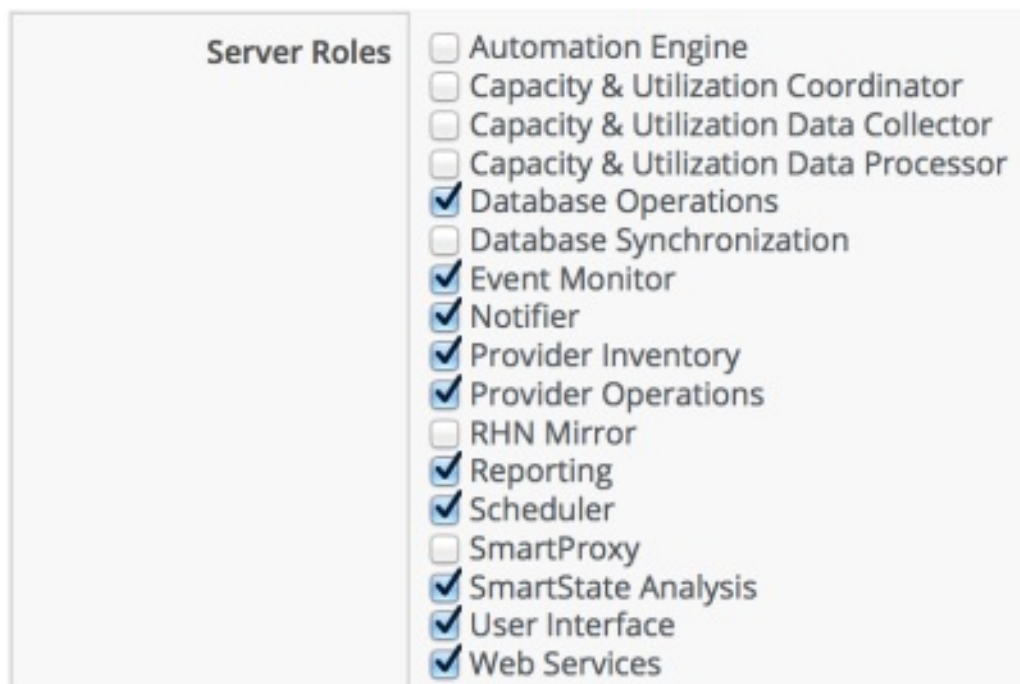 Server Roles
Automation Engine
Capacity & Utilization Coordinator
Capacity & Utilization Data Collector
Capacity & Utilization Data Processor
Database Operations
Database Synchronization
Event Monitor
Notifier
Provider Inventory
Provider Operations
RHN Mirror
Reporting
Scheduler
SmartProxy
SmartState Analysis
User Interface
Web Services